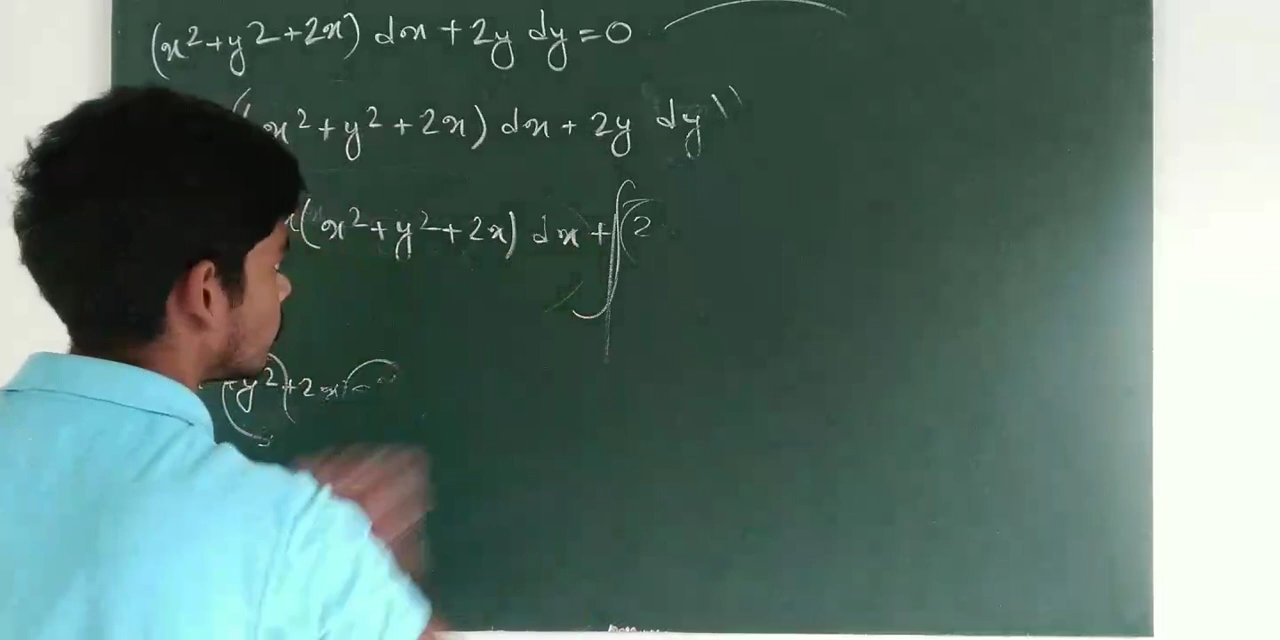 (x²+y2+2x) dx + 2y dy = 0
(x²+y²+2x) dx + 2y dy "
(x²+y²+2x) dx + ∫(2
y²)+2x